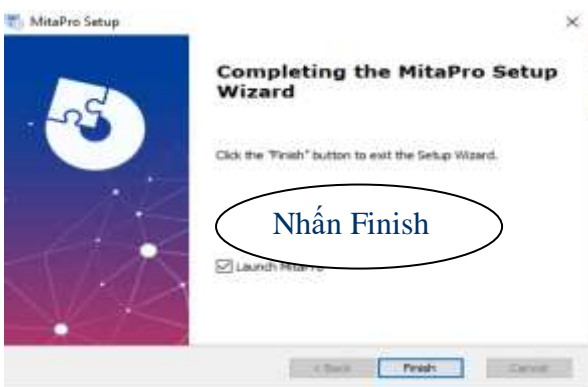 MitaPro Setup
Completing the MitaPro Setup
Wizard
Click the "Finish" button to exit the Setup Wizard.
Nhấn Finish
Launch MitaPro
< Back
Finish
Cancel